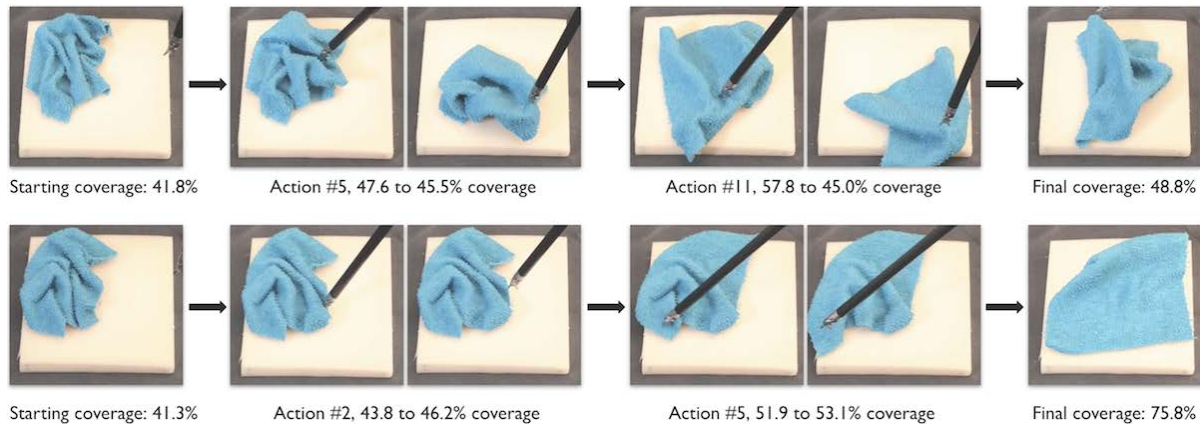 Starting coverage: 41.8%
Action #5, 47.6 to 45.5% coverage
Action #11, 57.8 to 45.0% coverage
Final coverage: 48.8%
Starting coverage: 41.3%
Action #2, 43.8 to 46.2% coverage
Action #5, 51.9 to 53.1% coverage
Final coverage: 75.8%